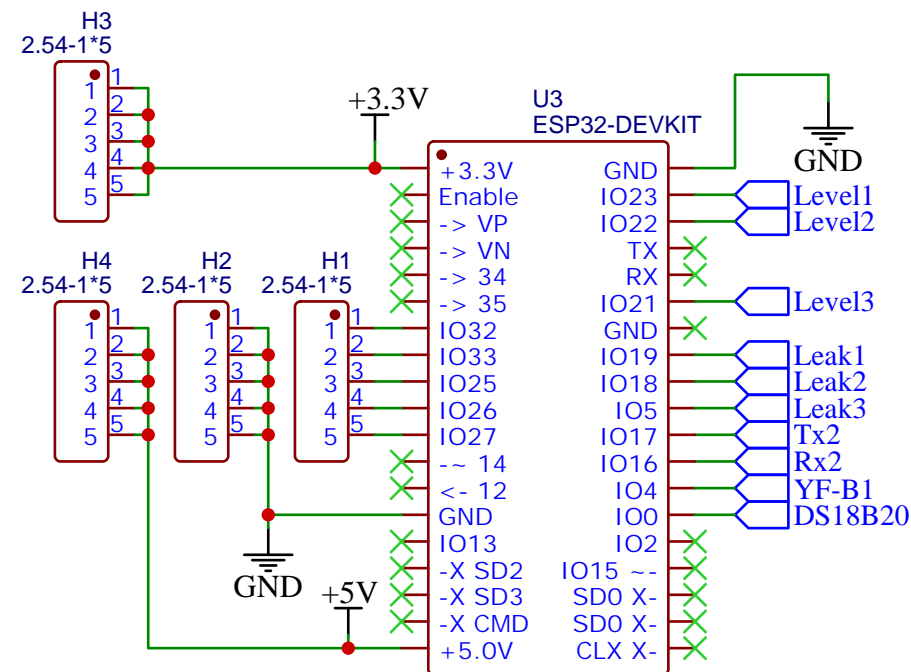 H3
2.54-1*5
1 1
2 2
3 3
4 4
5 5
+3.3V
U3
ESP32-DEVKIT
GND
H4
2.54-1*5
1 1
2 2
3 3
4 4
5 5
H2
2.54-1*5
1 1
2 2
3 3
4 4
5 5
H1
2.54-1*5
1 1
2 2
3 3
4 4
5 5
GND
+5V
+3.3V
Enable
-> VP
-> VN
-> 34
-> 35
IO32
IO33
IO25
IO26
IO27
-~ 14
<- 12
GND
IO13
-X SD2
-X SD3
-X CMD
+5.0V
GND
IO23
IO22
TX
RX
IO21
GND
IO19
IO18
IO5
IO17
IO16
IO4
IO0
IO2
IO15 ~-
SD0 X-
SD0 X-
CLX X-
Level1
Level2
Level3
Leak1
Leak2
Leak3
Tx2
Rx2
YF-B1
DS18B20